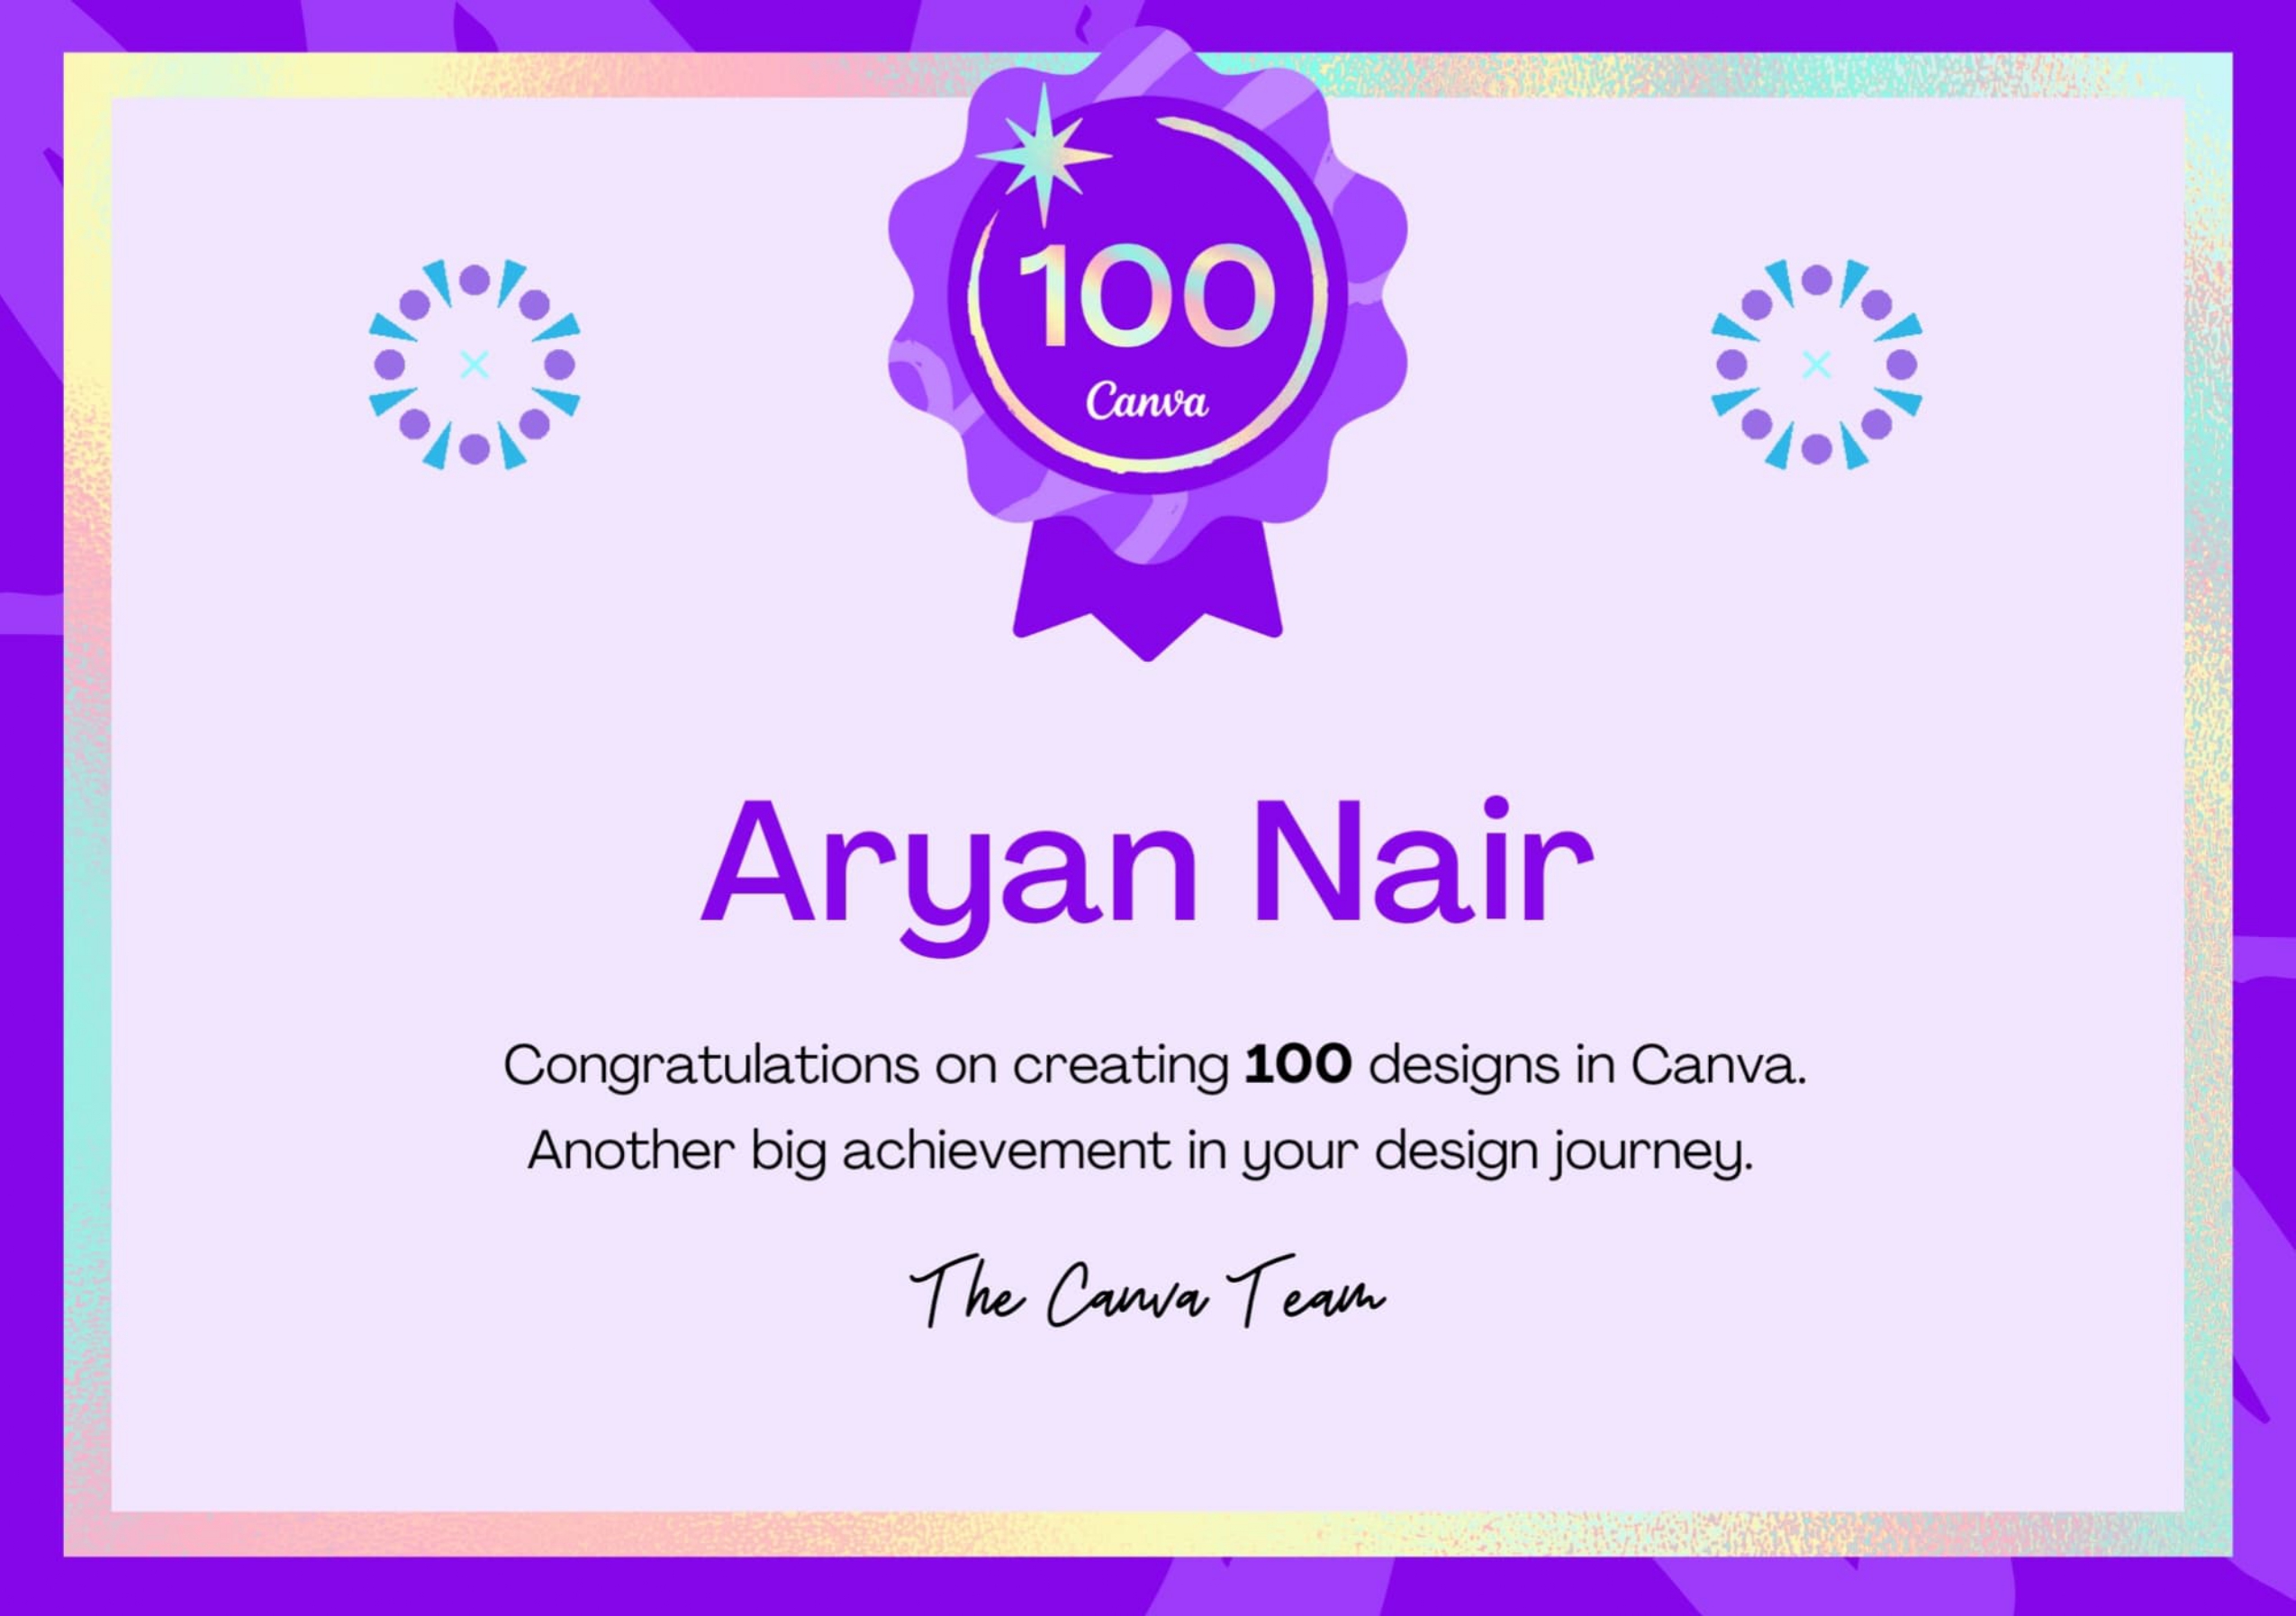 100
Canva
Aryan Nair
Congratulations on creating 100 designs in Canva.
Another big achievement in your design journey.
The Canva Team